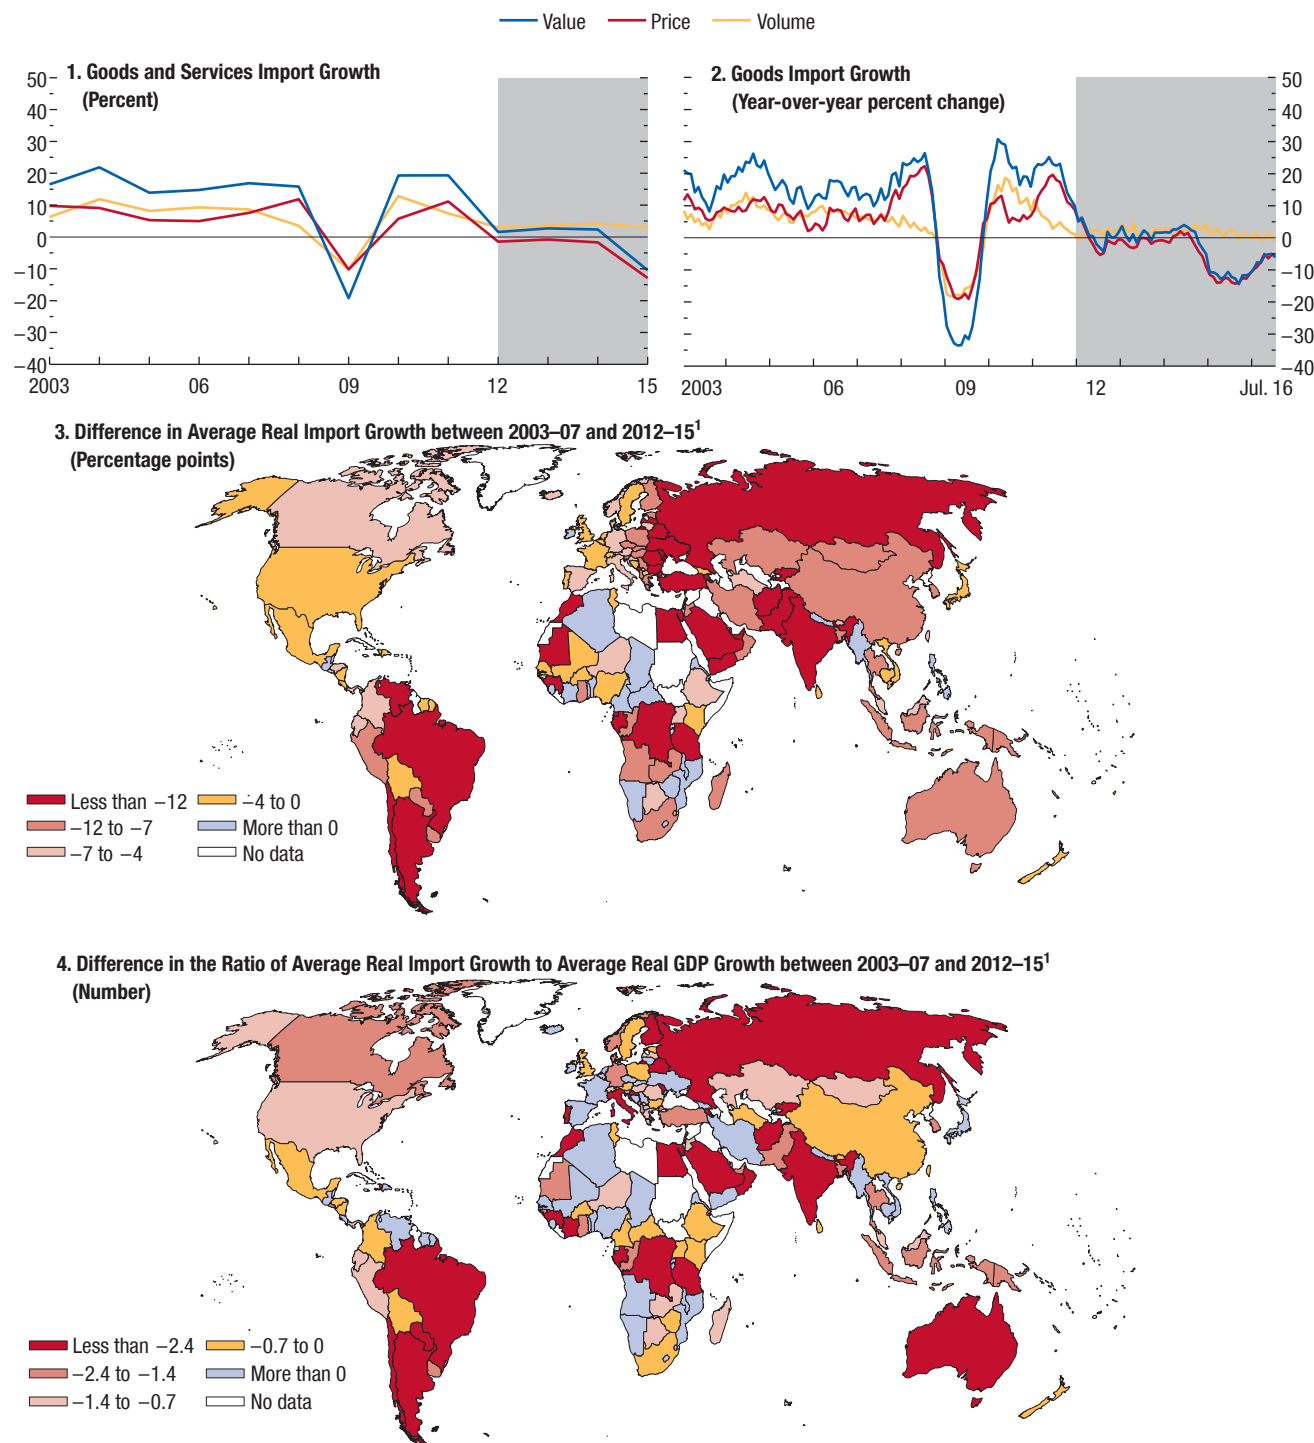 Value Price Volume
1. Goods and Services Import Growth
(Percent)
50
40
30
20
10
0
−10
−20
−30
−40
2003 06 09 12 15
2. Goods Import Growth
(Year-over-year percent change)
50
40
30
20
10
0
−10
−20
−30
−40
2003 06 09 12 Jul. 16
3. Difference in Average Real Import Growth between 2003–07 and 2012–15¹
(Percentage points)
Less than −12 −4 to 0
−12 to −7 More than 0
−7 to −4 No data
4. Difference in the Ratio of Average Real Import Growth to Average Real GDP Growth between 2003–07 and 2012–15¹
(Number)
Less than −2.4 −0.7 to 0
−2.4 to −1.4 More than 0
−1.4 to −0.7 No data